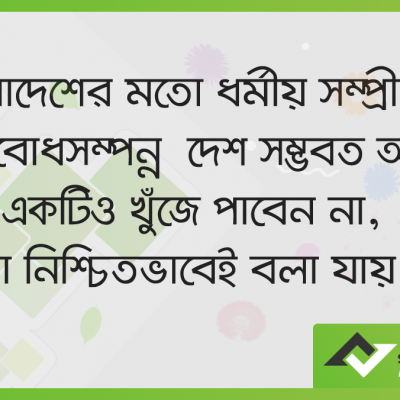 াদেশের মতো ধর্মীয় সম্প্রী
বোধসম্পন্ন দেশ সম্ভবত
একটিও খুঁজে পাবেন না,
নিশ্চিতভাবেই বলা যায়